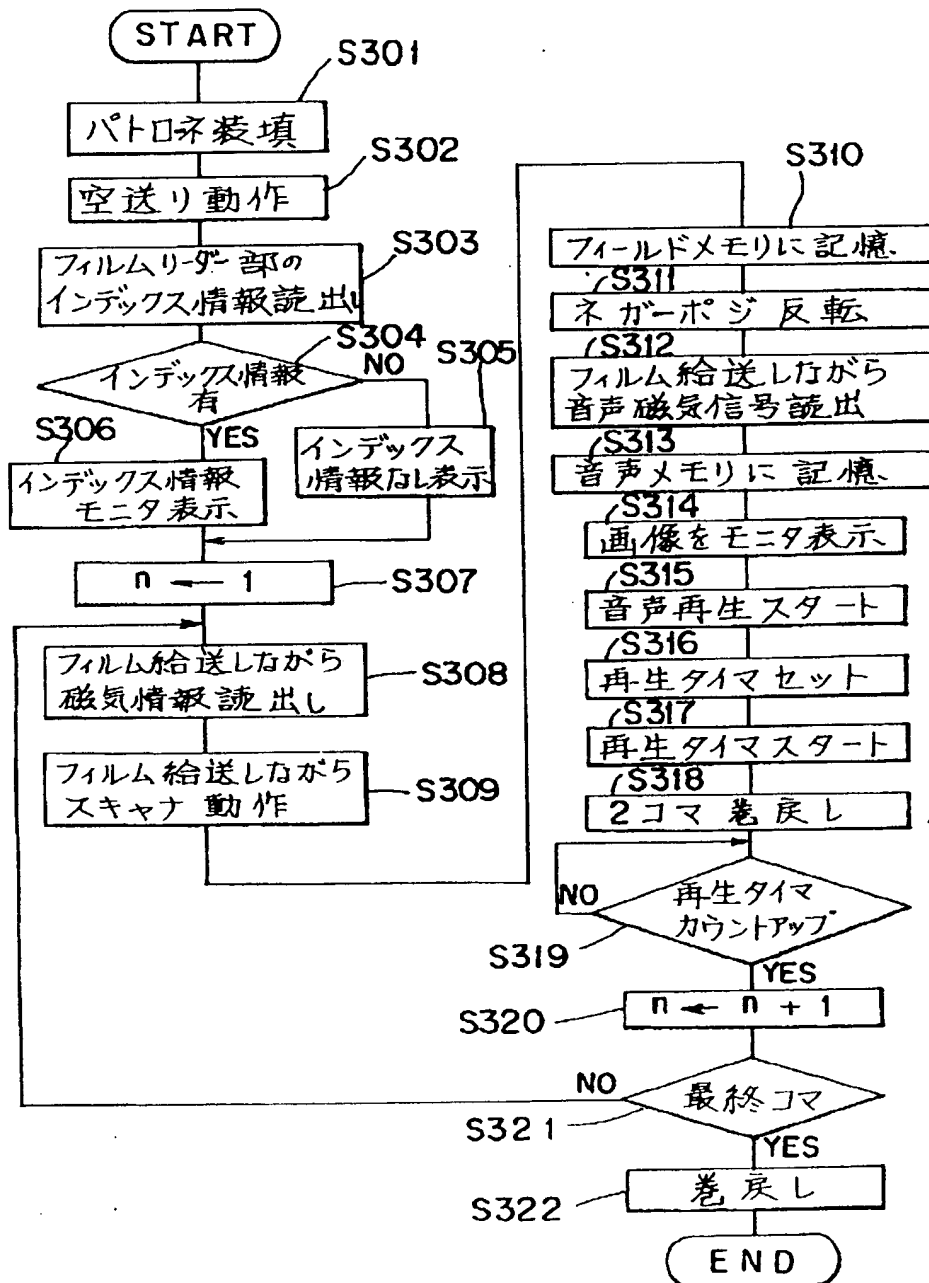 START
S301
パトロネ装填
S302
空送り動作
S303
フィルムリーダー部の
インデックス情報読出し
S304
インデックス情報
有
NO
YES
S305
インデックス
情報なし表示
S306
インデックス情報
モニタ表示
n ← 1
S307
フィルム給送しながら
磁気情報読出し
S308
フィルム給送しながら
スキャナ動作
S309
S310
フィールドメモリに記憶
S311
ネガーポジ反転
S312
フィルム給送しながら
音声磁気信号読出
S313
音声メモリに記憶
S314
画像をモニタ表示
S315
音声再生スタート
S316
再生タイマセット
S317
再生タイマスタート
S318
2コマ巻戻し
NO
再生タイマ
カウントアップ
S319
YES
n ← n + 1
S320
NO
最終コマ
S321
YES
巻戻し
S322
END